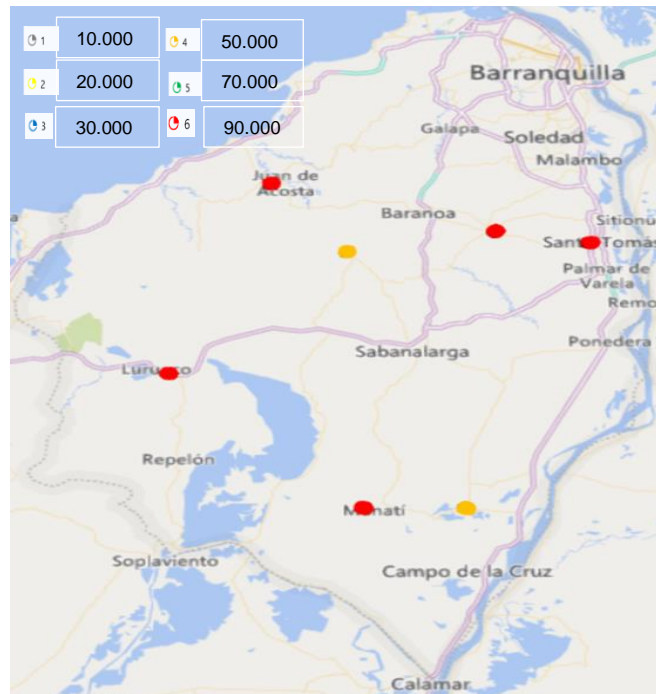 1 10.000 4 50.000
2 20.000 5 70.000
3 30.000 6 90.000
Barranquilla
Galapa
Soledad
Malambo
Juan de
Acosta
Baranoa
Sitionu
Santo Tomás
Palmar de
Varela
Remo
Ponedera
Sabanalarga
Luruaco
Repelón
Manatí
Soplaviento
Campo de la Cruz
Calamar